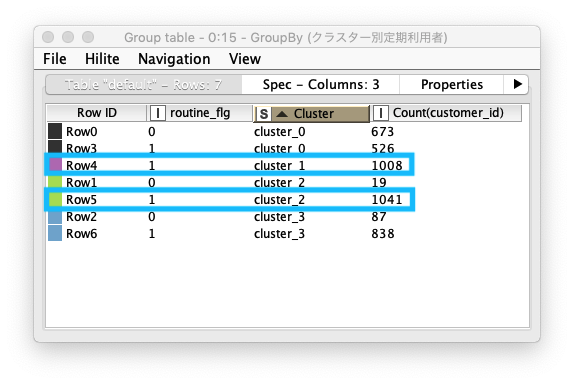 Group table - 0:15 - GroupBy (クラスター別定期利用者)
File Hilite Navigation View
Table "default" - Rows: 7 Spec - Columns: 3 Properties
Row ID I routine_flg S Cluster I Count(customer_id)
Row0 0 cluster_0 673
Row3 1 cluster_0 526
Row4 1 cluster_1 1008
Row1 0 cluster_2 19
Row5 1 cluster_2 1041
Row2 0 cluster_3 87
Row6 1 cluster_3 838